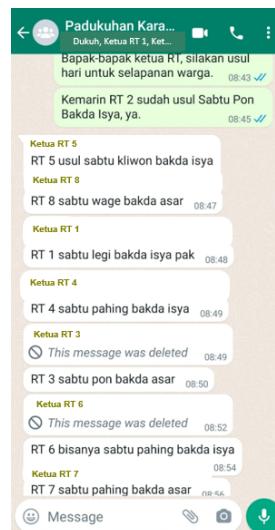 Padukuhan Kara...
Dukuh, Ketua RT 1, Ket...
Bapak-bapak ketua RT, silakan usul
hari untuk selapanan warga. 08:43
Kemarin RT 2 sudah usul Sabtu Pon
Bakda Isya, ya. 08:45
Ketua RT 5
RT 5 usul sabtu kliwon bakda isya
Ketua RT 8
RT 8 sabtu wage bakda asar 08:47
Ketua RT 1
RT 1 sabtu legi bakda isya pak 08:48
Ketua RT 4
RT 4 sabtu pahing bakda isya 08:49
Ketua RT 3
This message was deleted 08:49
RT 3 sabtu pon bakda asar 08:50
Ketua RT 6
This message was deleted 08:52
RT 6 bisanya sabtu pahing bakda isya
08:54
Ketua RT 7
RT 7 sabtu pahing bakda asar 08:56
Message